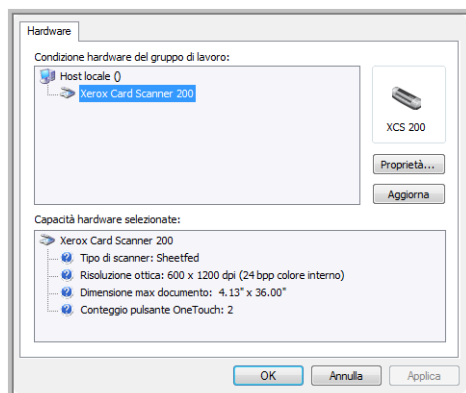 Hardware
Condizione hardware del gruppo di lavoro:
Host locale ()
Xerox Card Scanner 200
XCS 200
Proprietà...
Aggiorna
Capacità hardware selezionate:
Xerox Card Scanner 200
Tipo di scanner: Sheetfed
Risoluzione ottica: 600 x 1200 dpi (24 bpp colore interno)
Dimensione max documento: 4.13" x 36.00"
Conteggio pulsante OneTouch: 2
OK Annulla Applica